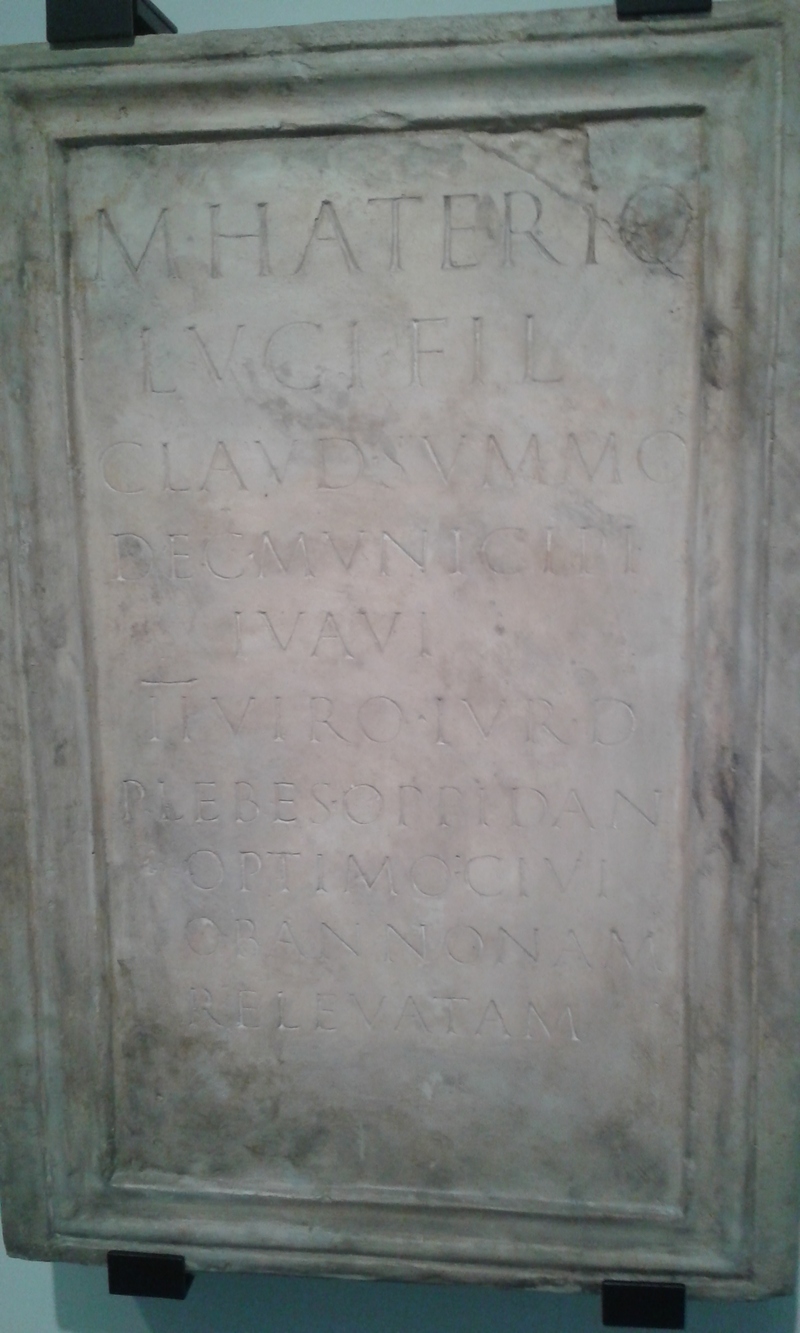 M·HATERIO
LVCI·FIL
CLAVD·SVMMO
DEC·MVNICIPI
IVAVI
II VIRO·IVR·D
PLEBES·OPPIDAN
OPTIMO·CIVI
OB ANNONAM
RELEVATAM